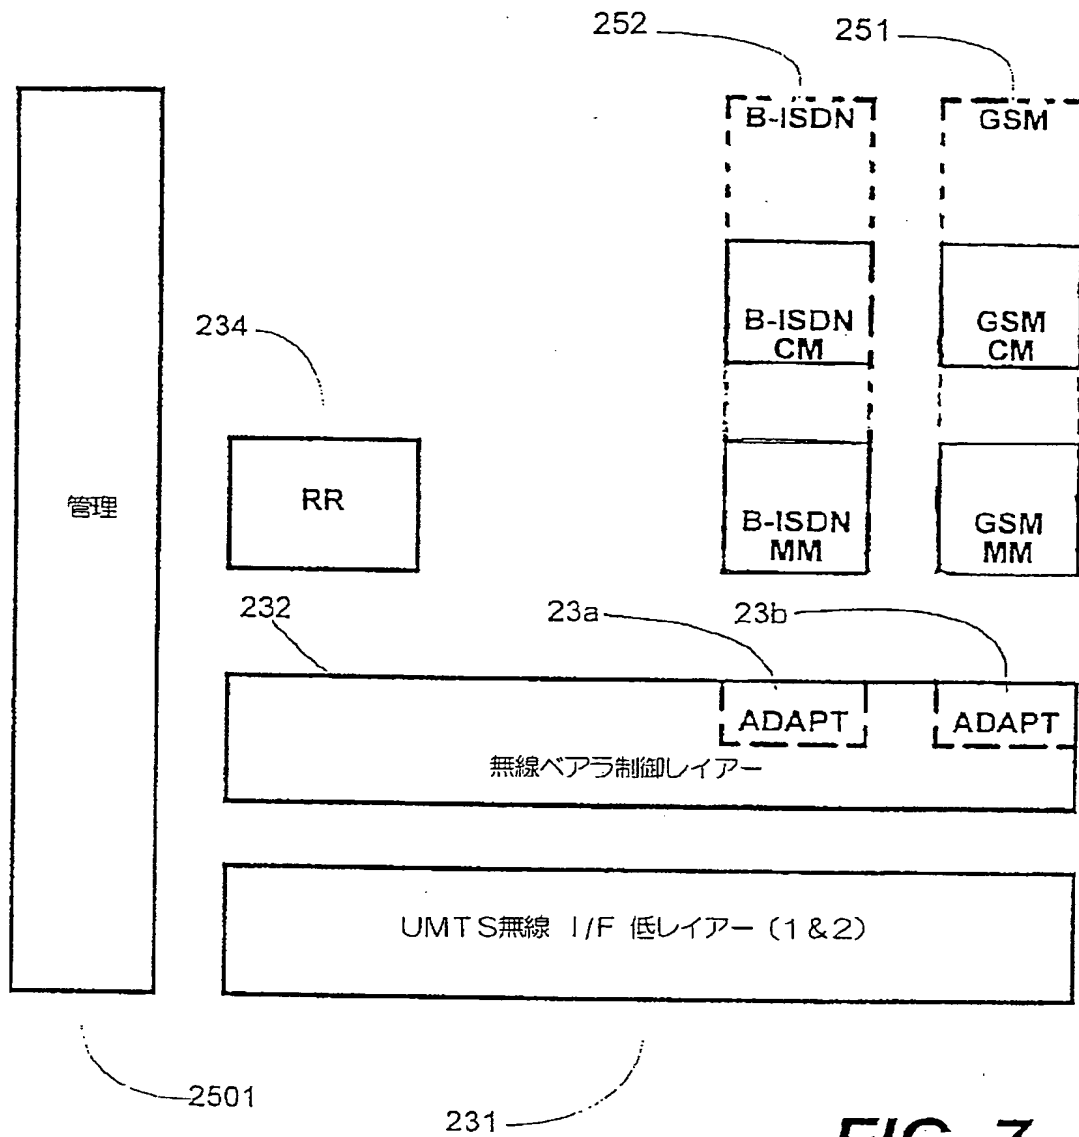 252
251
B-ISDN
GSM
B-ISDN
CM
GSM
CM
234
管理
RR
B-ISDN
MM
GSM
MM
232
23a
23b
ADAPT
ADAPT
無線ベアラ制御レイアー
UMTS無線 I/F 低レイアー (1&2)
2501
231
FIG. 7